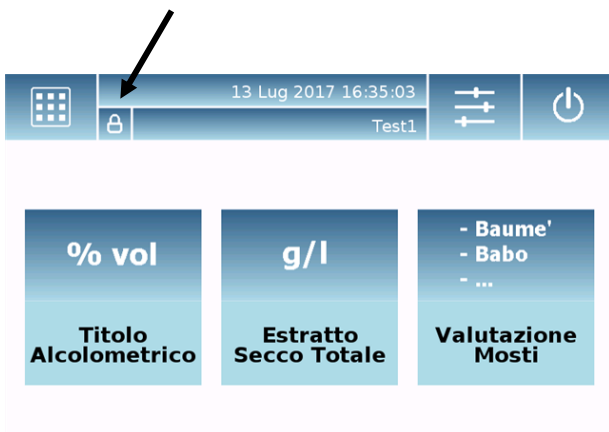 13 Lug 2017 16:35:03
Test1
% vol
g/l
- Baume'
- Babo
- ...
Titolo
Alcolometrico
Estratto
Secco Totale
Valutazione
Mosti